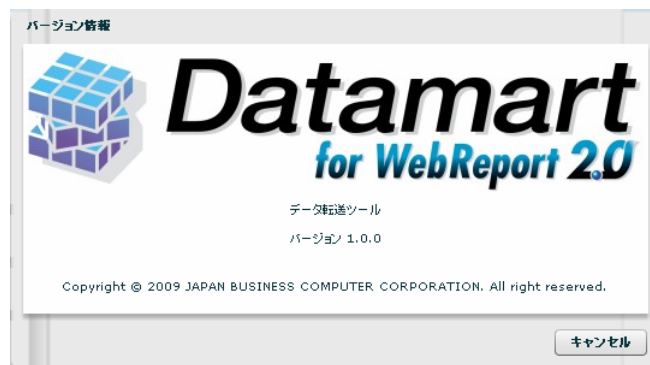 バージョン情報
Datamart
for WebReport 2.0
データ転送ツール
バージョン 1.0.0
Copyright © 2009 JAPAN BUSINESS COMPUTER CORPORATION. All right reserved.
キャンセル